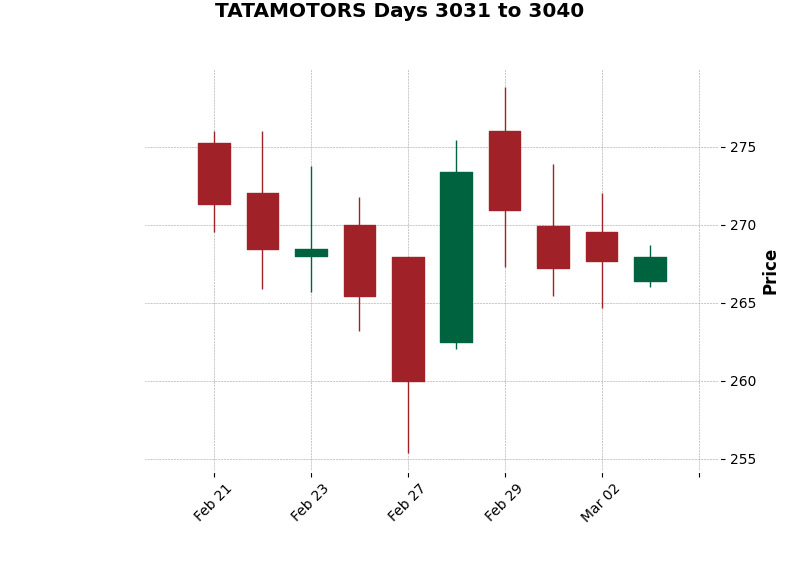 TATAMOTORS Days 3031 to 3040
275
270
265
260
255
Price
Feb 21
Feb 23
Feb 27
Feb 29
Mar 02